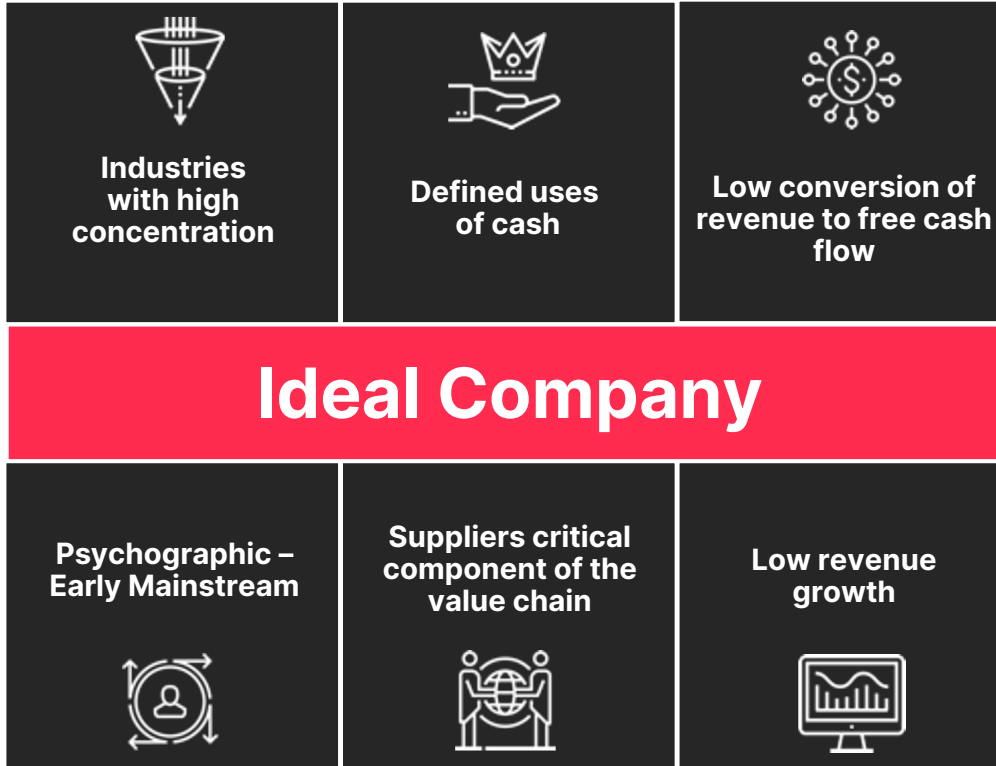 Industries
with high
concentration
Defined uses
of cash
Low conversion of
revenue to free cash
flow
Ideal Company
Psychographic –
Early Mainstream
Suppliers critical
component of the
value chain
Low revenue
growth